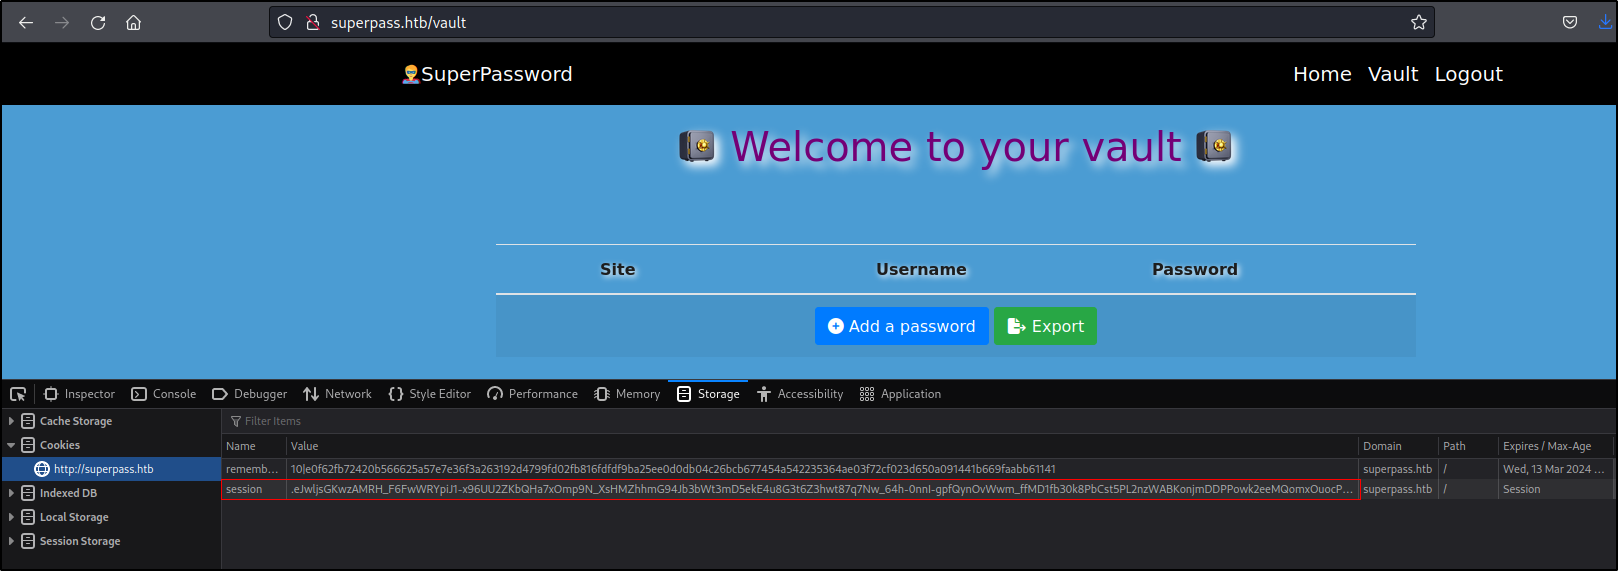 superpass.htb/vault
SuperPassword Home Vault Logout
Welcome to your vault
Site Username Password
Add a password Export
Inspector Console Debugger Network Style Editor Performance Memory Storage Accessibility Application
Cache Storage
Cookies
http://superpass.htb
Indexed DB
Local Storage
Session Storage
Filter Items
Name Value Domain Path Expires / Max-Age
rememb... 10|e0f62fb72420b566625a57e7e36f3a263192d4799fd02fb816fdfdf9ba25ee0d0db04c26bcb677454a542235364ae03f72cf023d650a091441b669faabb61141 superpass.htb / Wed, 13 Mar 2024 ...
session .eJwljsGKwzAMRH_F6FwWRYpiJ1-x96UU2ZKbQHa7xOmp9N_XsHMZhhmG94Jb3bWt3mD5ekE4u8G3t6Z3hwt87q7Nw_64h-0nnI-gpfQynOvWwm_ffMD1fb30k8PbCst5PL2nzWABKonjmDDPPowk2eeMQomxOuocP... superpass.htb / Session